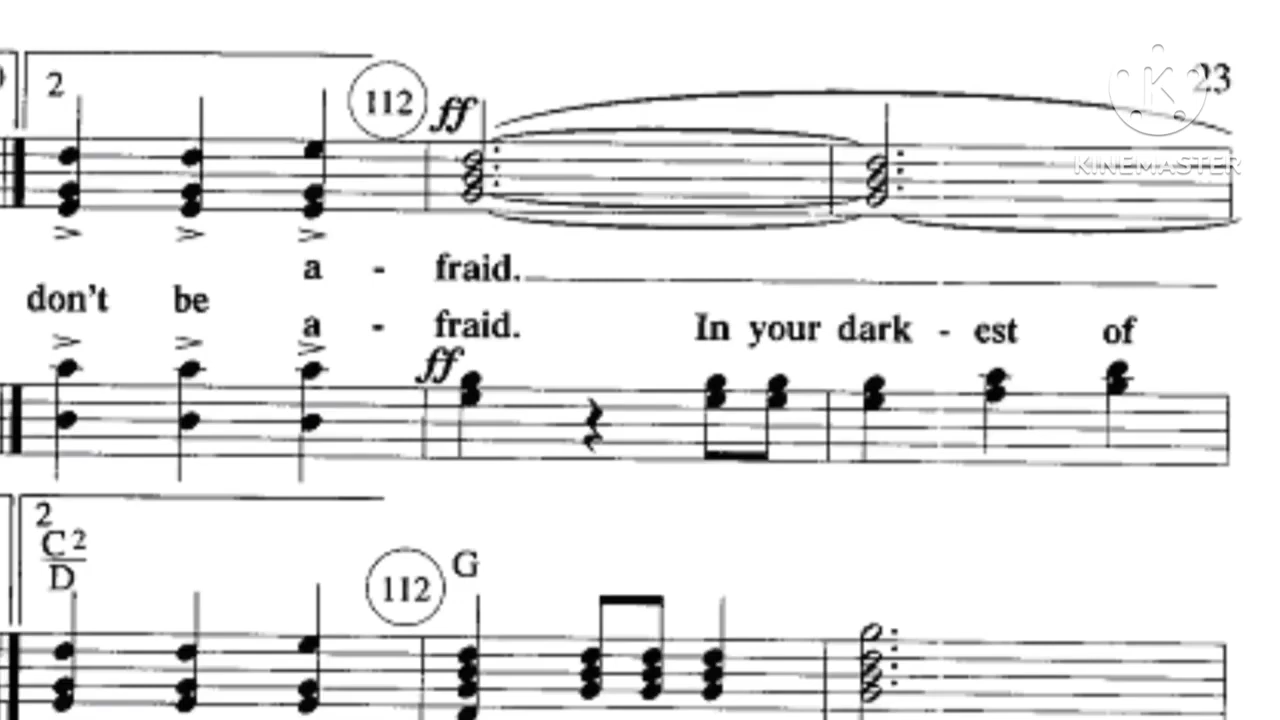 2
112
ff
23
K
KINEMASTER
a - fraid.
don't be
a - fraid. In your dark - est of
ff
2
C2
D
112
G